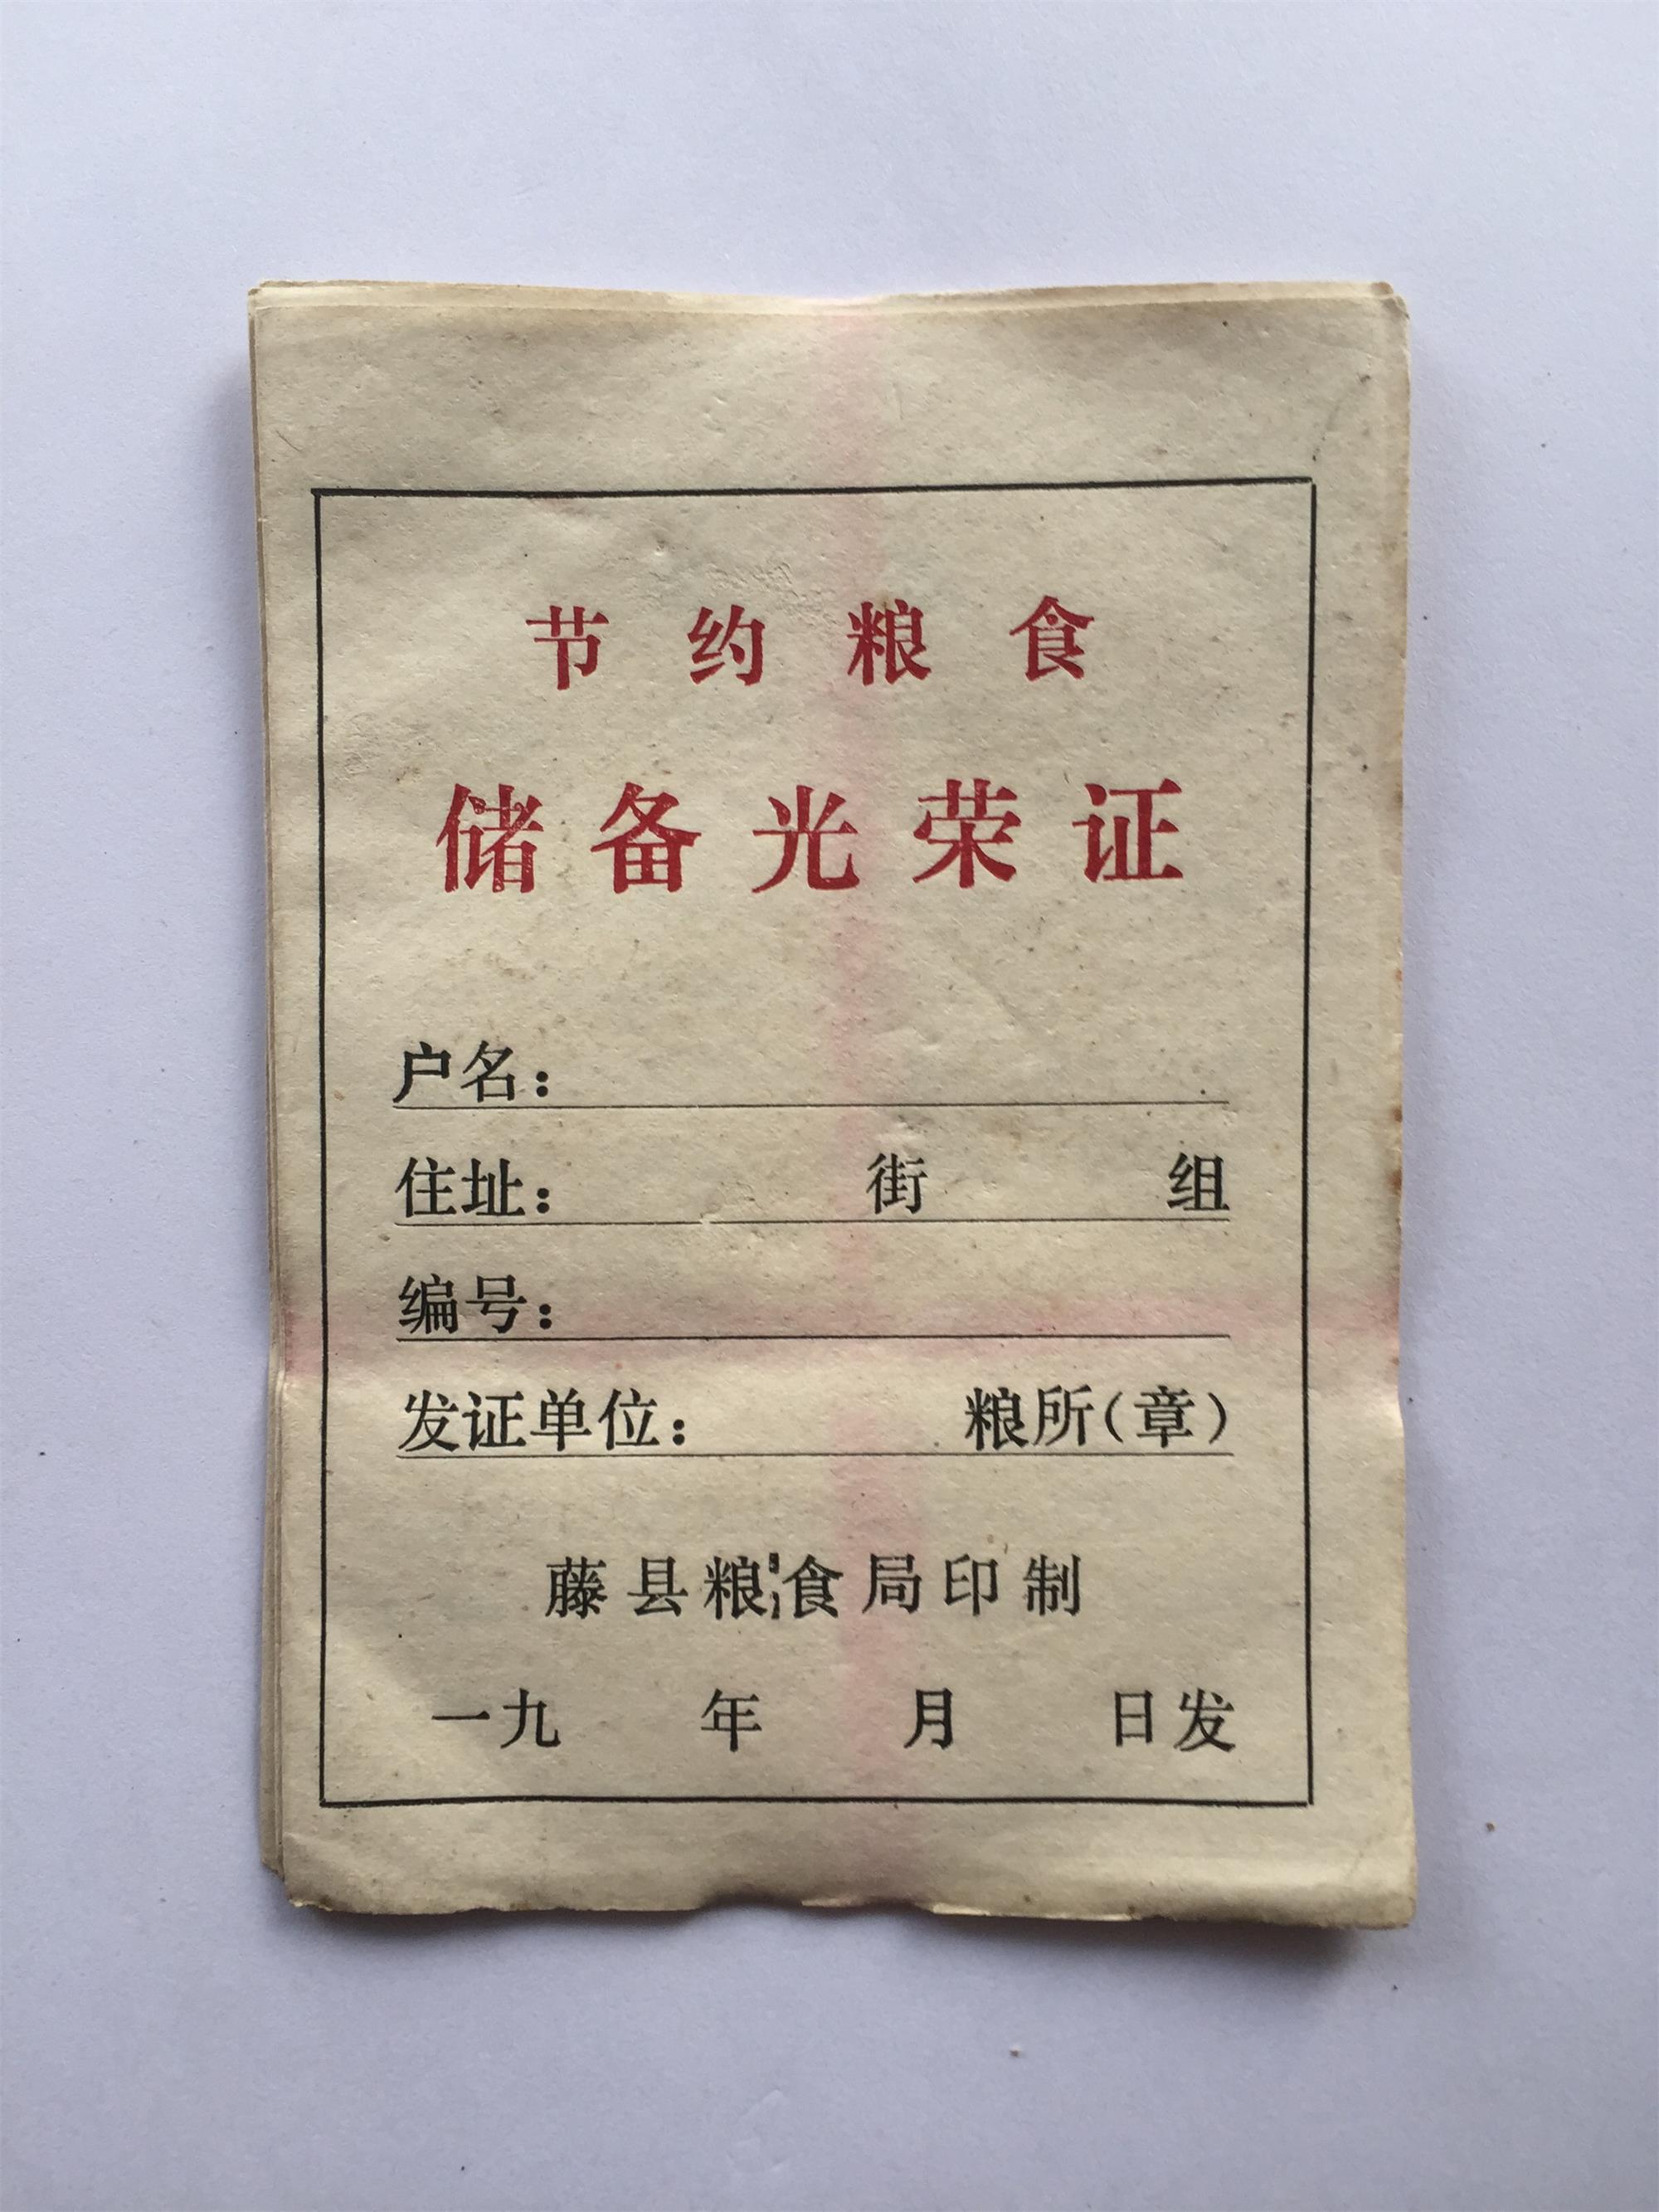 节约粮食
储备光荣证
户名：
住址： 街 组
编号：
发证单位： 粮所（章）
藤县粮食局印制
一九 年 月 日发